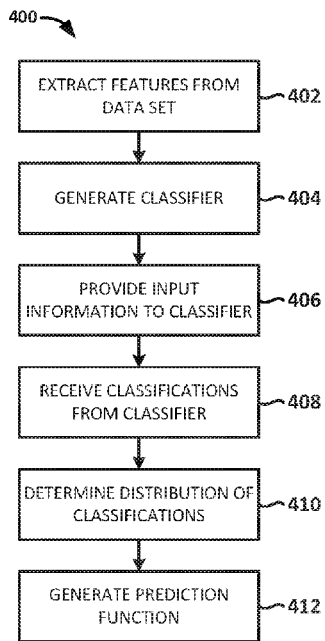 400
EXTRACT FEATURES FROM
DATA SET
402
GENERATE CLASSIFIER
404
PROVIDE INPUT
INFORMATION TO CLASSIFIER
406
RECEIVE CLASSIFICATIONS
FROM CLASSIFIER
408
DETERMINE DISTRIBUTION OF
CLASSIFICATIONS
410
GENERATE PREDICTION
FUNCTION
412